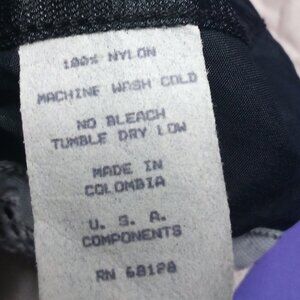 100% NYLON
MACHINE WASH COLD
NO BLEACH
TUMBLE DRY LOW
MADE IN
COLOMBIA
U. S. A.
COMPONENTS
RN 68128